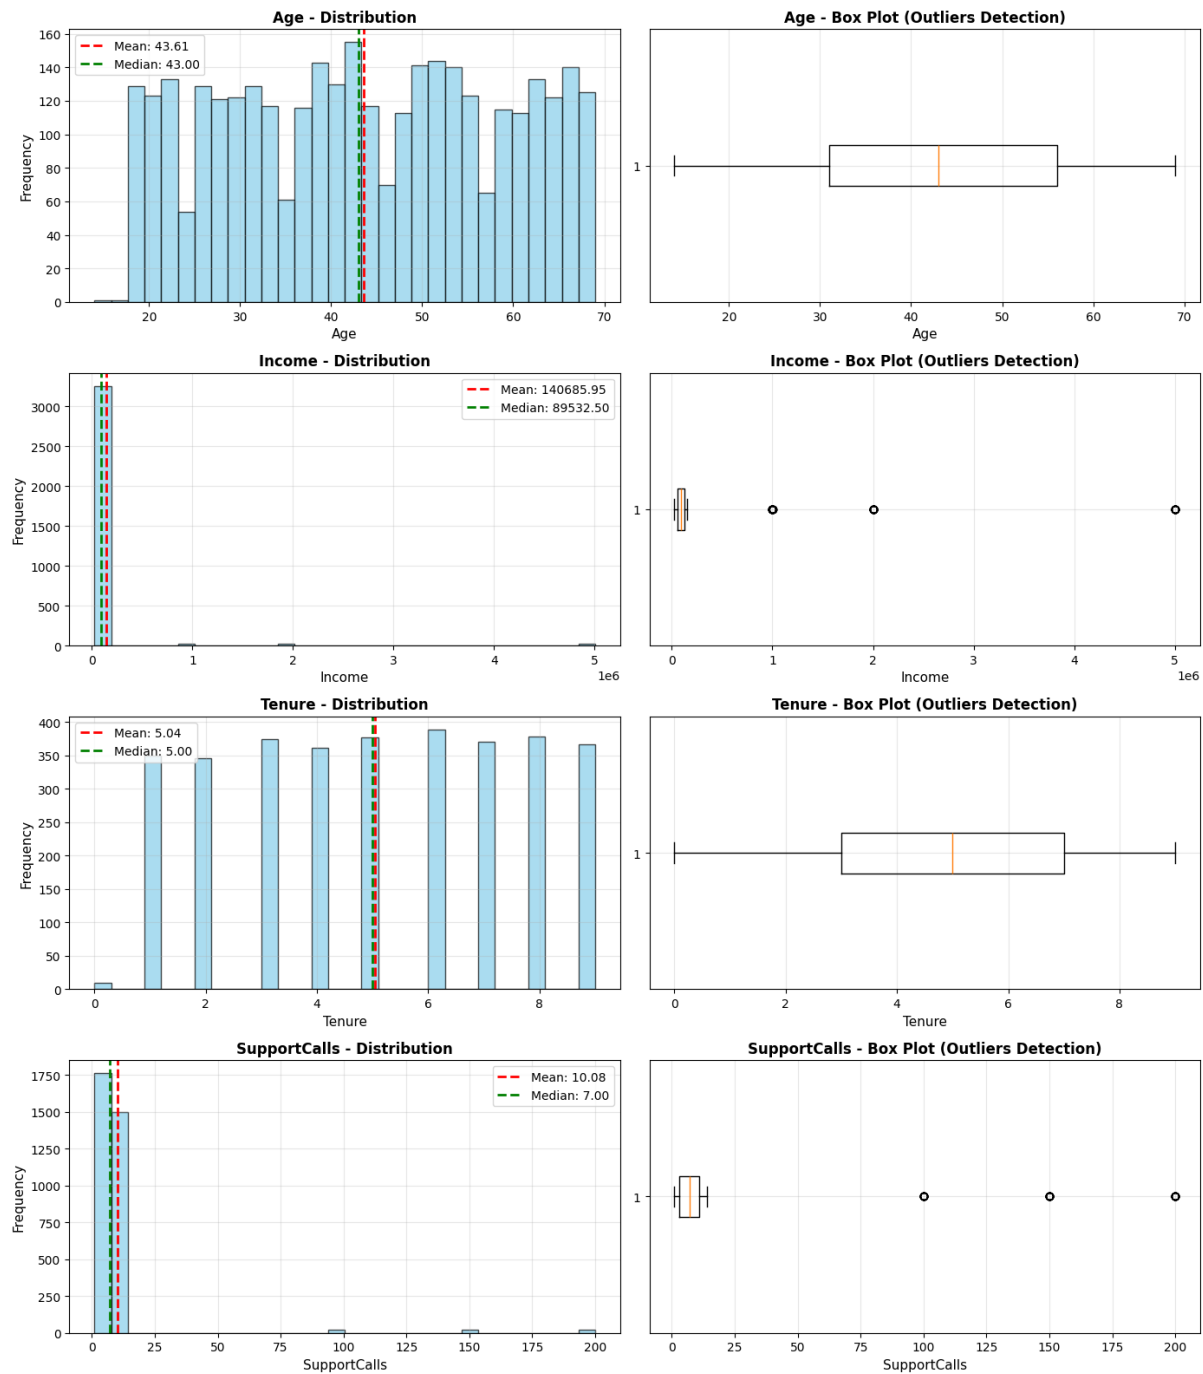 Age - Distribution
Mean: 43.61
Median: 43.00
160
140
120
100
80
60
40
20
0
Frequency
20 30 40 50 60 70
Age
Age - Box Plot (Outliers Detection)
1
20 30 40 50 60 70
Age
Income - Distribution
Mean: 140685.95
Median: 89532.50
3000
2500
2000
1500
1000
500
0
Frequency
0 1 2 3 4 5
Income
1e6
Income - Box Plot (Outliers Detection)
1
0 1 2 3 4 5
Income
1e6
Tenure - Distribution
Mean: 5.04
Median: 5.00
400
350
300
250
200
150
100
50
0
Frequency
0 2 4 6 8
Tenure
Tenure - Box Plot (Outliers Detection)
1
0 2 4 6 8
Tenure
SupportCalls - Distribution
Mean: 10.08
Median: 7.00
1750
1500
1250
1000
750
500
250
0
Frequency
0 25 50 75 100 125 150 175 200
SupportCalls
SupportCalls - Box Plot (Outliers Detection)
1
0 25 50 75 100 125 150 175 200
SupportCalls